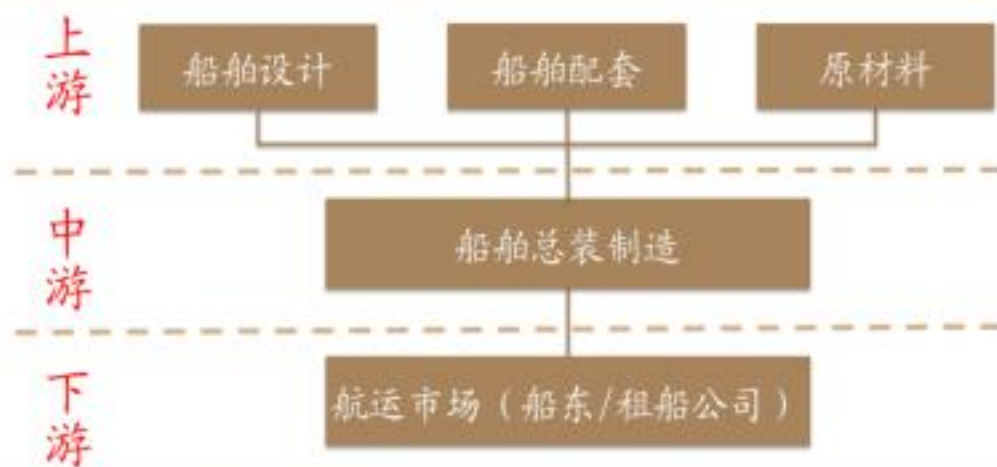 上游
船舶设计
船舶配套
原材料
中游
船舶总装制造
下游
航运市场（船东/租船公司）